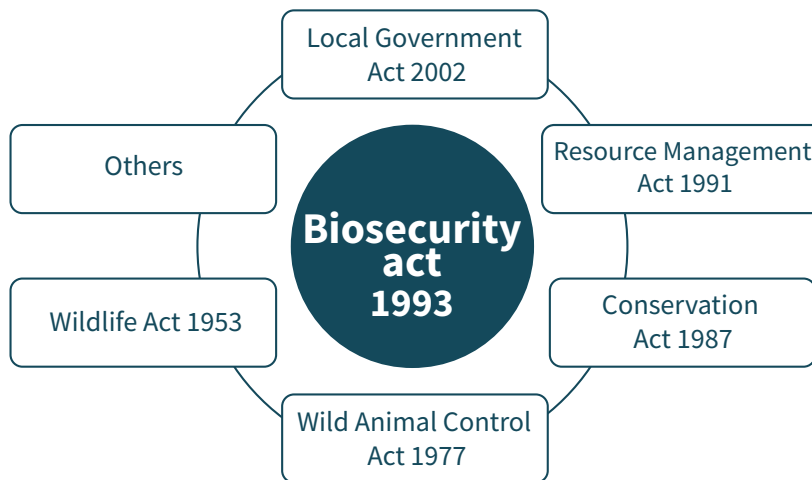 Local Government
Act 2002
Others
Resource Management
Act 1991
Biosecurity
act
1993
Wildlife Act 1953
Conservation
Act 1987
Wild Animal Control
Act 1977